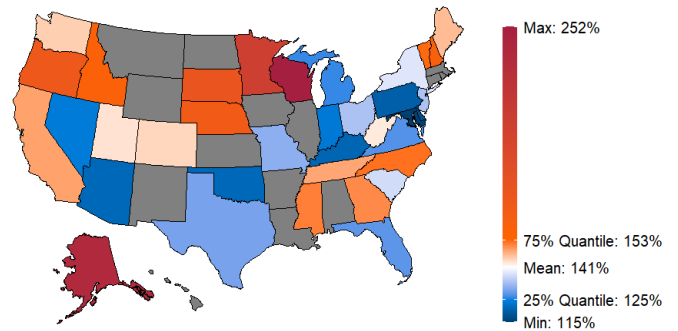 Max: 252%
75% Quantile: 153%
Mean: 141%
25% Quantile: 125%
Min: 115%